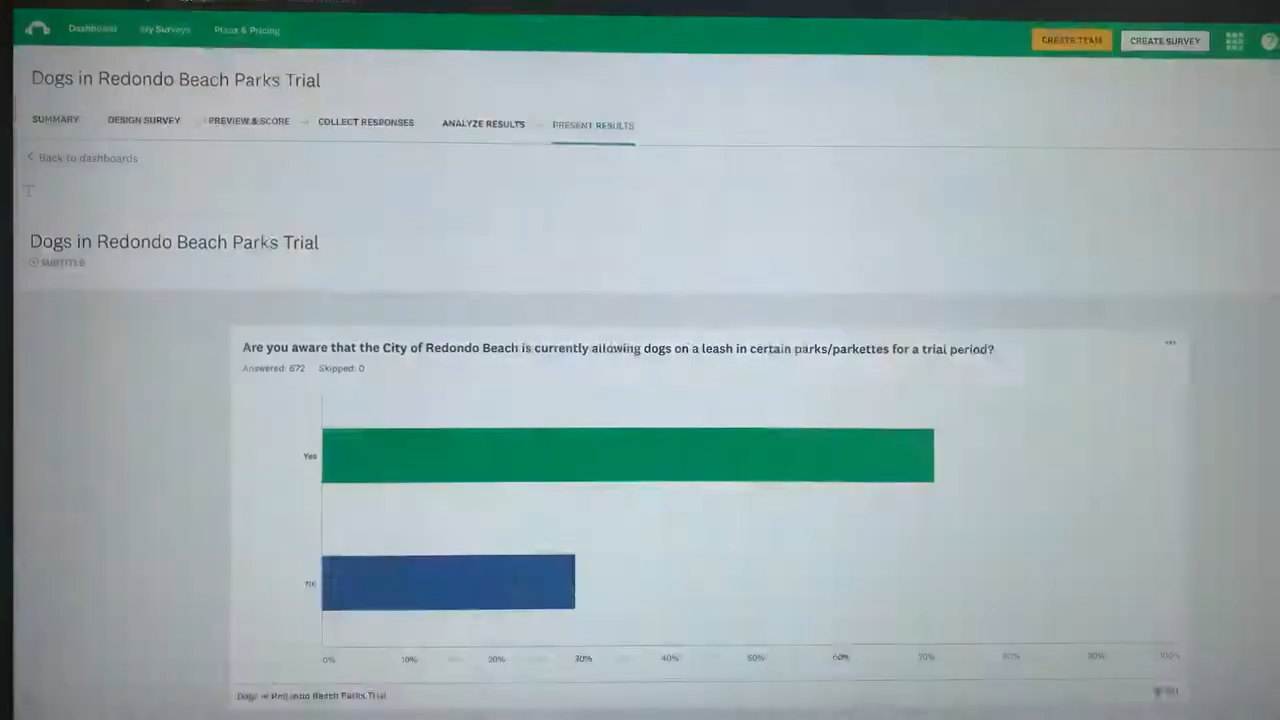 Dashboard My Surveys Plans & Pricing CREATE TEAM CREATE SURVEY ?
Dogs in Redondo Beach Parks Trial
SUMMARY DESIGN SURVEY PREVIEW & SCORE COLLECT RESPONSES ANALYZE RESULTS PRESENT RESULTS
Back to dashboards
T
Dogs in Redondo Beach Parks Trial
SUBTITLE
Are you aware that the City of Redondo Beach is currently allowing dogs on a leash in certain parks/parkettes for a trial period?
Answered: 672 Skipped: 0
Yes
No
0% 10% 20% 30% 40% 50% 60% 70% 80% 90% 100%
Dogs in Redondo Beach Parks Trial